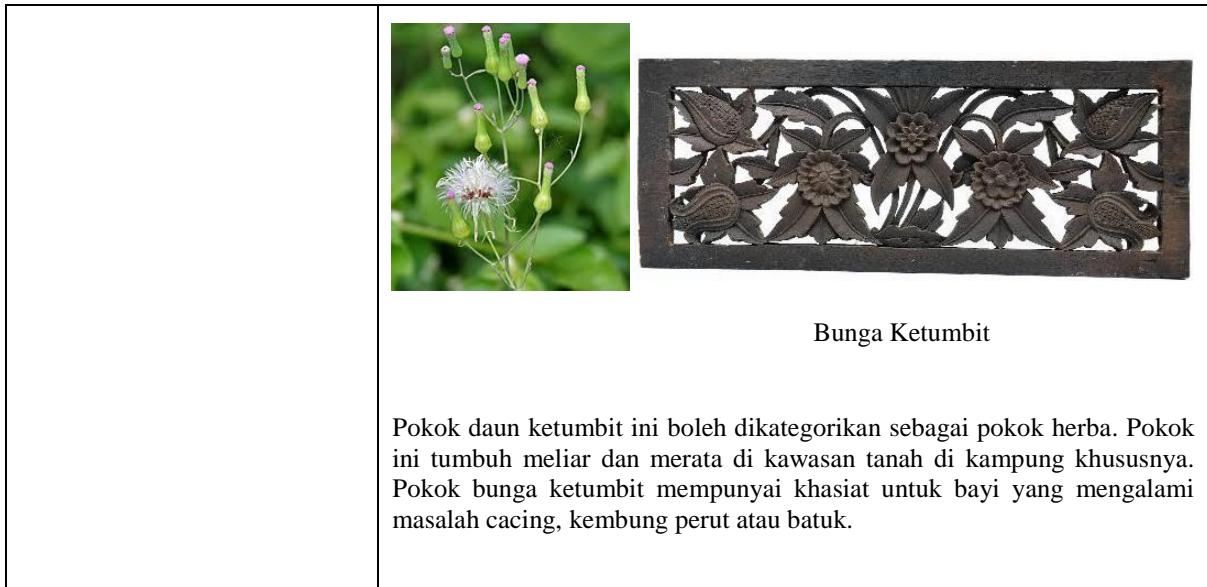 Bunga Ketumbit
Pokok daun ketumbit ini boleh dikategorikan sebagai pokok herba. Pokok
ini tumbuh meliar dan merata di kawasan tanah di kampung khususnya.
Pokok bunga ketumbit mempunyai khasiat untuk bayi yang mengalami
masalah cacing, kembung perut atau batuk.